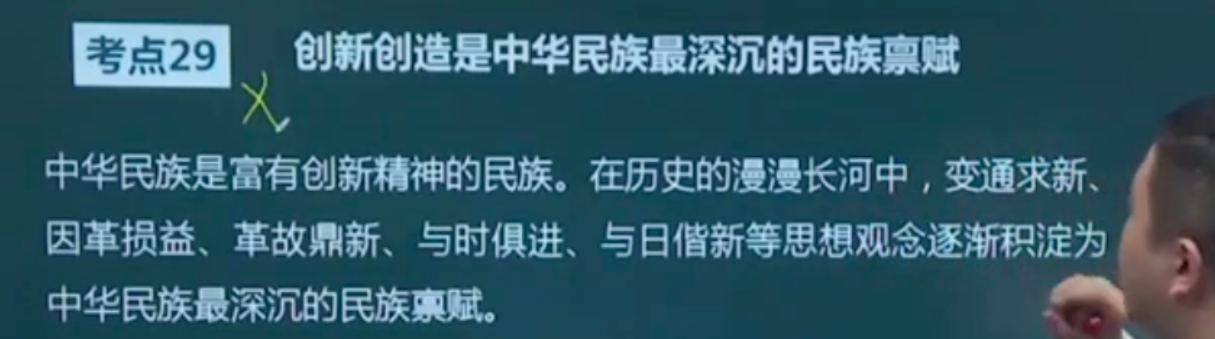 考点29 创新创造是中华民族最深沉的民族禀赋
中华民族是富有创新精神的民族。在历史的漫漫长河中，变通求新、
因革损益、革故鼎新、与时俱进、与日偕新等思想观念逐渐积淀为
中华民族最深沉的民族禀赋。